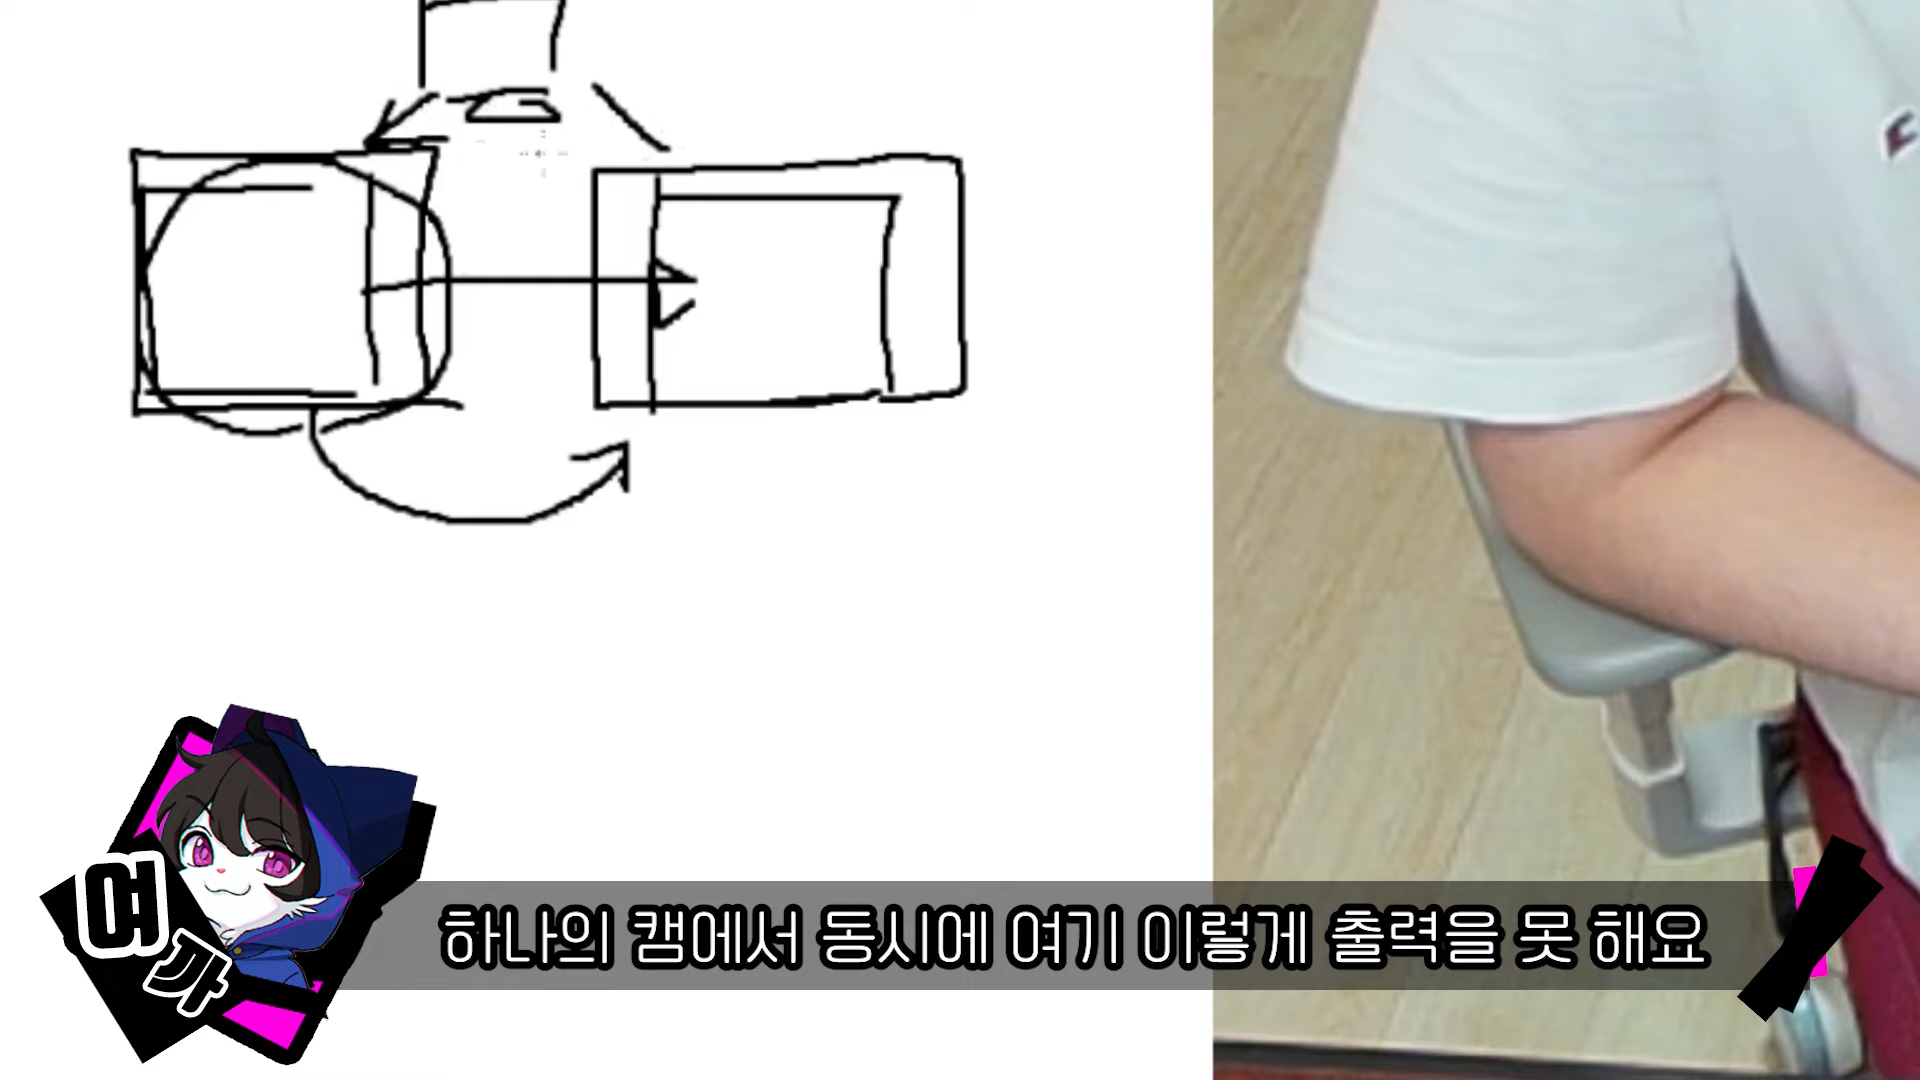 여
까
하나의 캠에서 동시에 여기 이렇게 출력을 못 해요